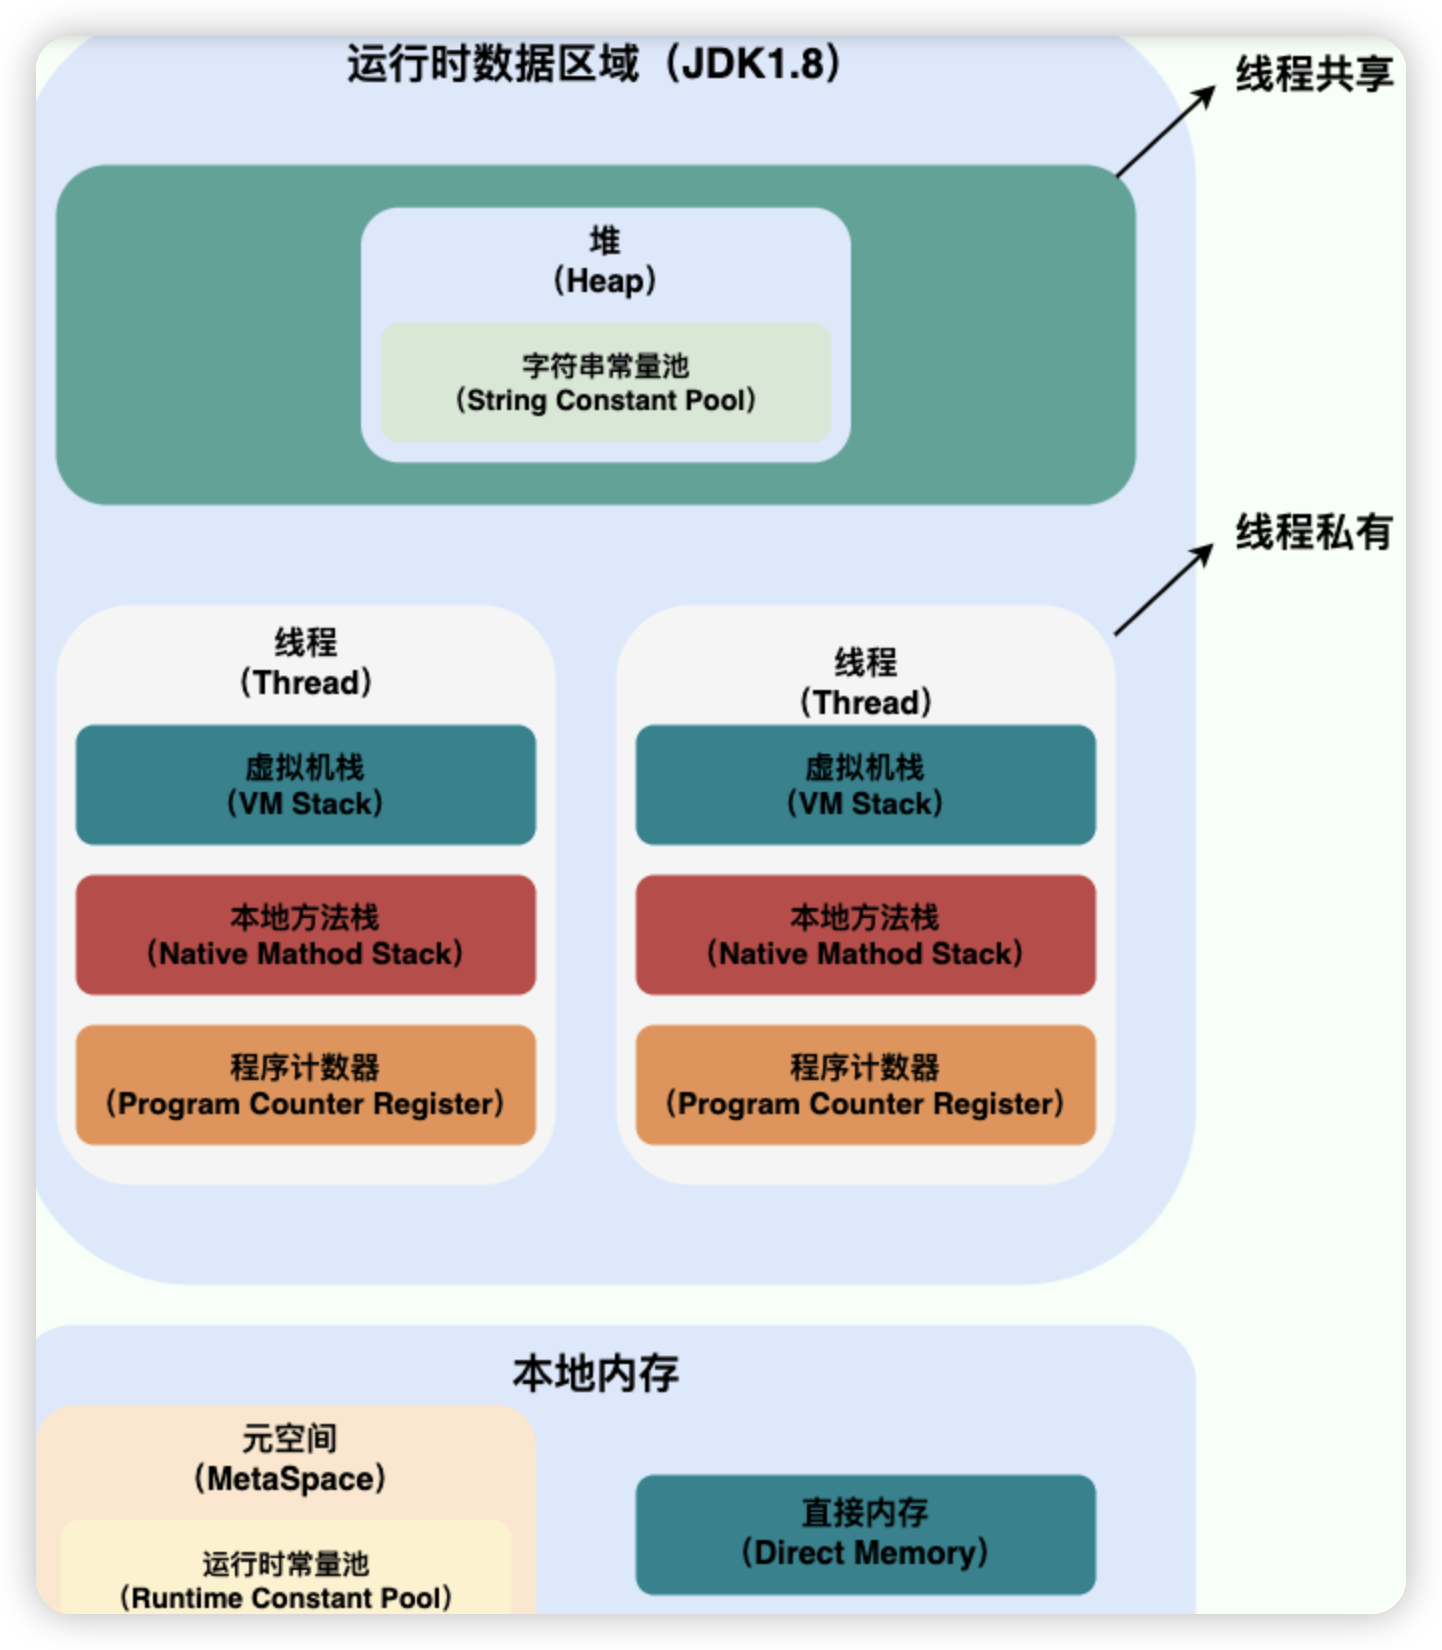 运行时数据区域（JDK1.8）
线程共享
堆
（Heap）
字符串常量池
（String Constant Pool）
线程私有
线程
（Thread）
虚拟机栈
（VM Stack）
本地方法栈
（Native Mathod Stack）
程序计数器
（Program Counter Register）
线程
（Thread）
虚拟机栈
（VM Stack）
本地方法栈
（Native Mathod Stack）
程序计数器
（Program Counter Register）
本地内存
元空间
（MetaSpace）
运行时常量池
（Runtime Constant Pool）
直接内存
（Direct Memory）